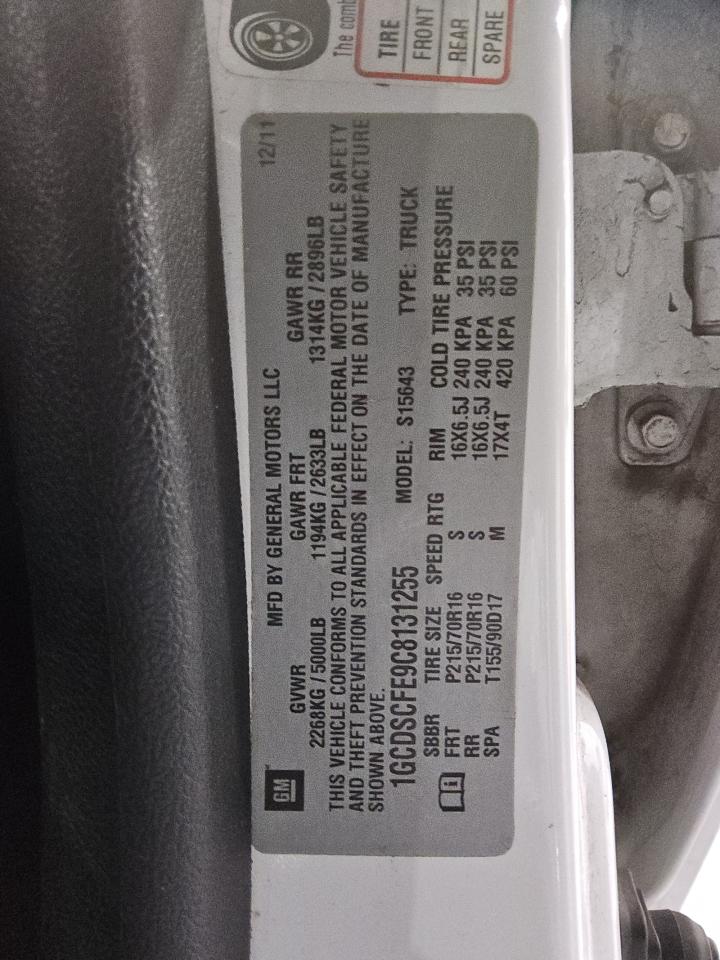 The comb
TIRE
FRONT
REAR
SPARE
12/11
MFD BY GENERAL MOTORS LLC
GM
GVWR GAWR FRT GAWR RR
2268KG / 5000LB 1194KG / 2633LB 1314KG / 2896LB
THIS VEHICLE CONFORMS TO ALL APPLICABLE FEDERAL MOTOR VEHICLE SAFETY
AND THEFT PREVENTION STANDARDS IN EFFECT ON THE DATE OF MANUFACTURE
SHOWN ABOVE.
1GCDSCFE9C8131255 MODEL: S15643 TYPE: TRUCK
SBBR TIRE SIZE SPEED RTG RIM COLD TIRE PRESSURE
FRT P215/70R16 S 16X6.5J 240 KPA 35 PSI
RR P215/70R16 S 16X6.5J 240 KPA 35 PSI
SPA T155/90D17 M 17X4T 420 KPA 60 PSI